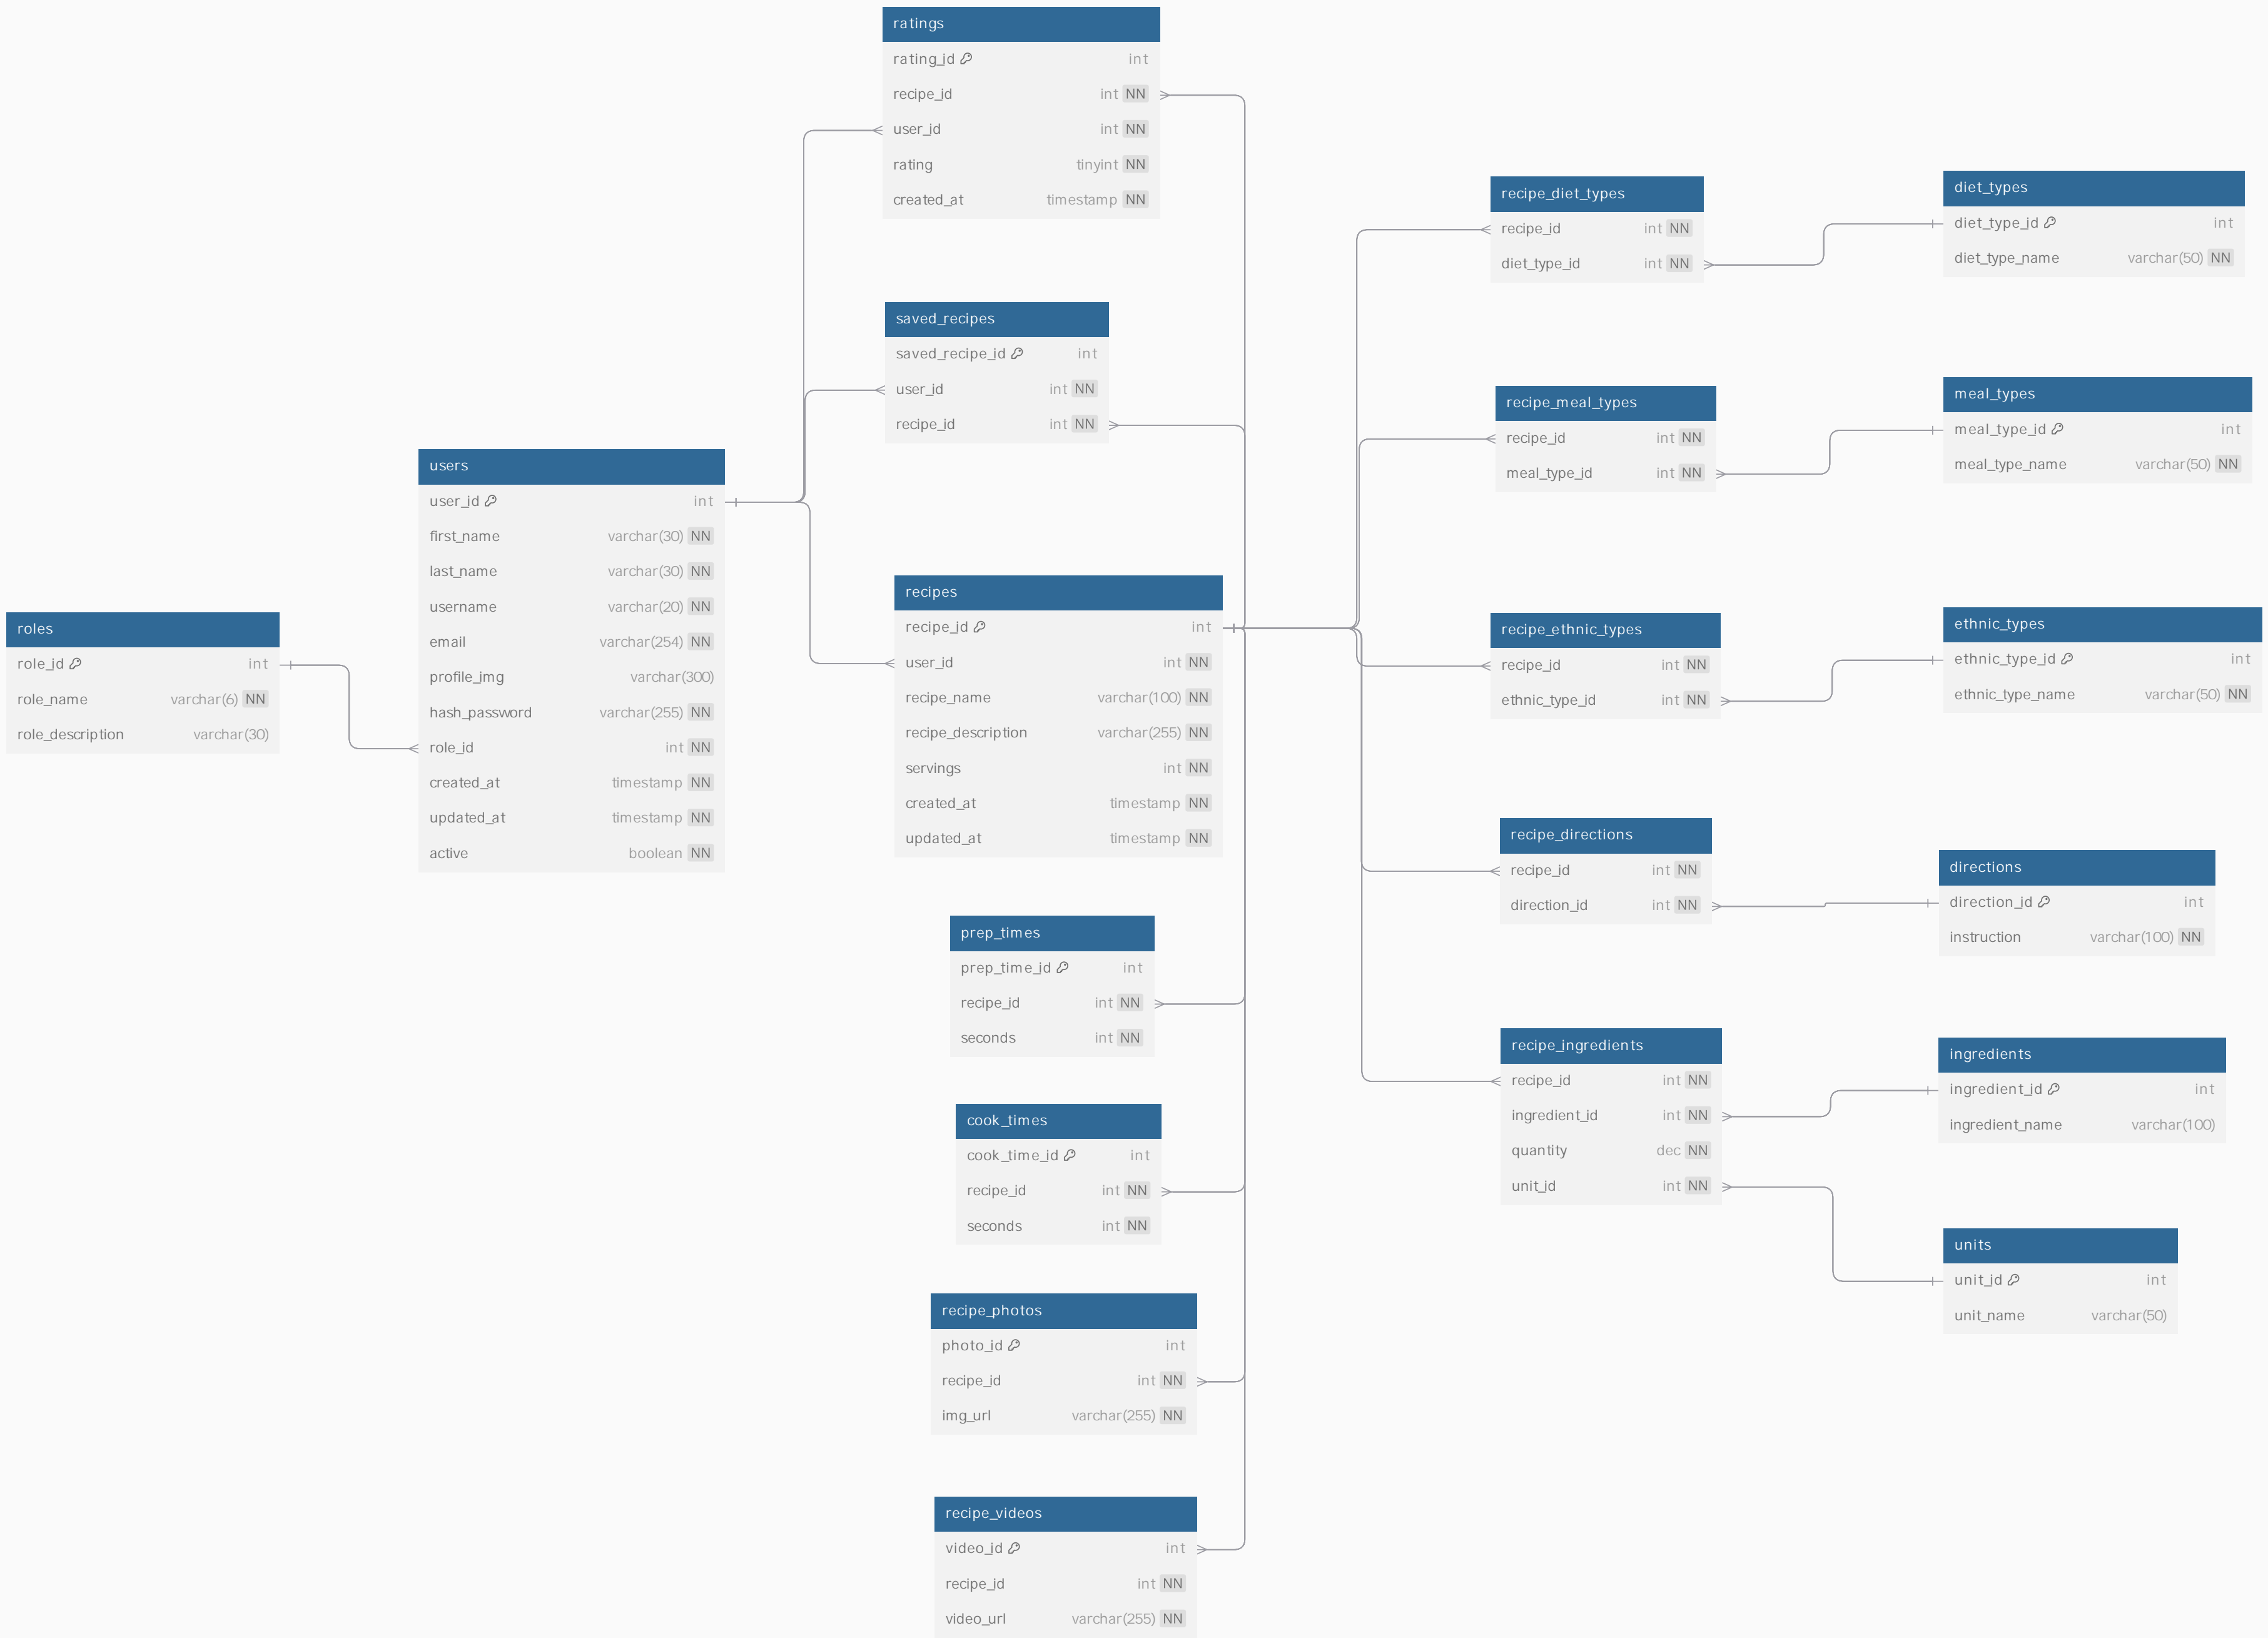 ratings
rating_id int
recipe_id int NN
user_id int NN
rating tinyint NN
created_at timestamp NN
saved_recipes
saved_recipe_id int
user_id int NN
recipe_id int NN
users
user_id int
first_name varchar(30) NN
last_name varchar(30) NN
username varchar(20) NN
email varchar(254) NN
profile_img varchar(300)
hash_password varchar(255) NN
role_id int NN
created_at timestamp NN
updated_at timestamp NN
active boolean NN
roles
role_id int
role_name varchar(6) NN
role_description varchar(30)
recipes
recipe_id int
user_id int NN
recipe_name varchar(100) NN
recipe_description varchar(255) NN
servings int NN
created_at timestamp NN
updated_at timestamp NN
prep_times
prep_time_id int
recipe_id int NN
seconds int NN
cook_times
cook_time_id int
recipe_id int NN
seconds int NN
recipe_photos
photo_id int
recipe_id int NN
img_url varchar(255) NN
recipe_videos
video_id int
recipe_id int NN
video_url varchar(255) NN
recipe_diet_types
recipe_id int NN
diet_type_id int NN
diet_types
diet_type_id int
diet_type_name varchar(50) NN
recipe_meal_types
recipe_id int NN
meal_type_id int NN
meal_types
meal_type_id int
meal_type_name varchar(50) NN
recipe_ethnic_types
recipe_id int NN
ethnic_type_id int NN
ethnic_types
ethnic_type_id int
ethnic_type_name varchar(50) NN
recipe_directions
recipe_id int NN
direction_id int NN
directions
direction_id int
instruction varchar(100) NN
recipe_ingredients
recipe_id int NN
ingredient_id int NN
quantity dec NN
unit_id int NN
ingredients
ingredient_id int
ingredient_name varchar(100)
units
unit_id int
unit_name varchar(50)